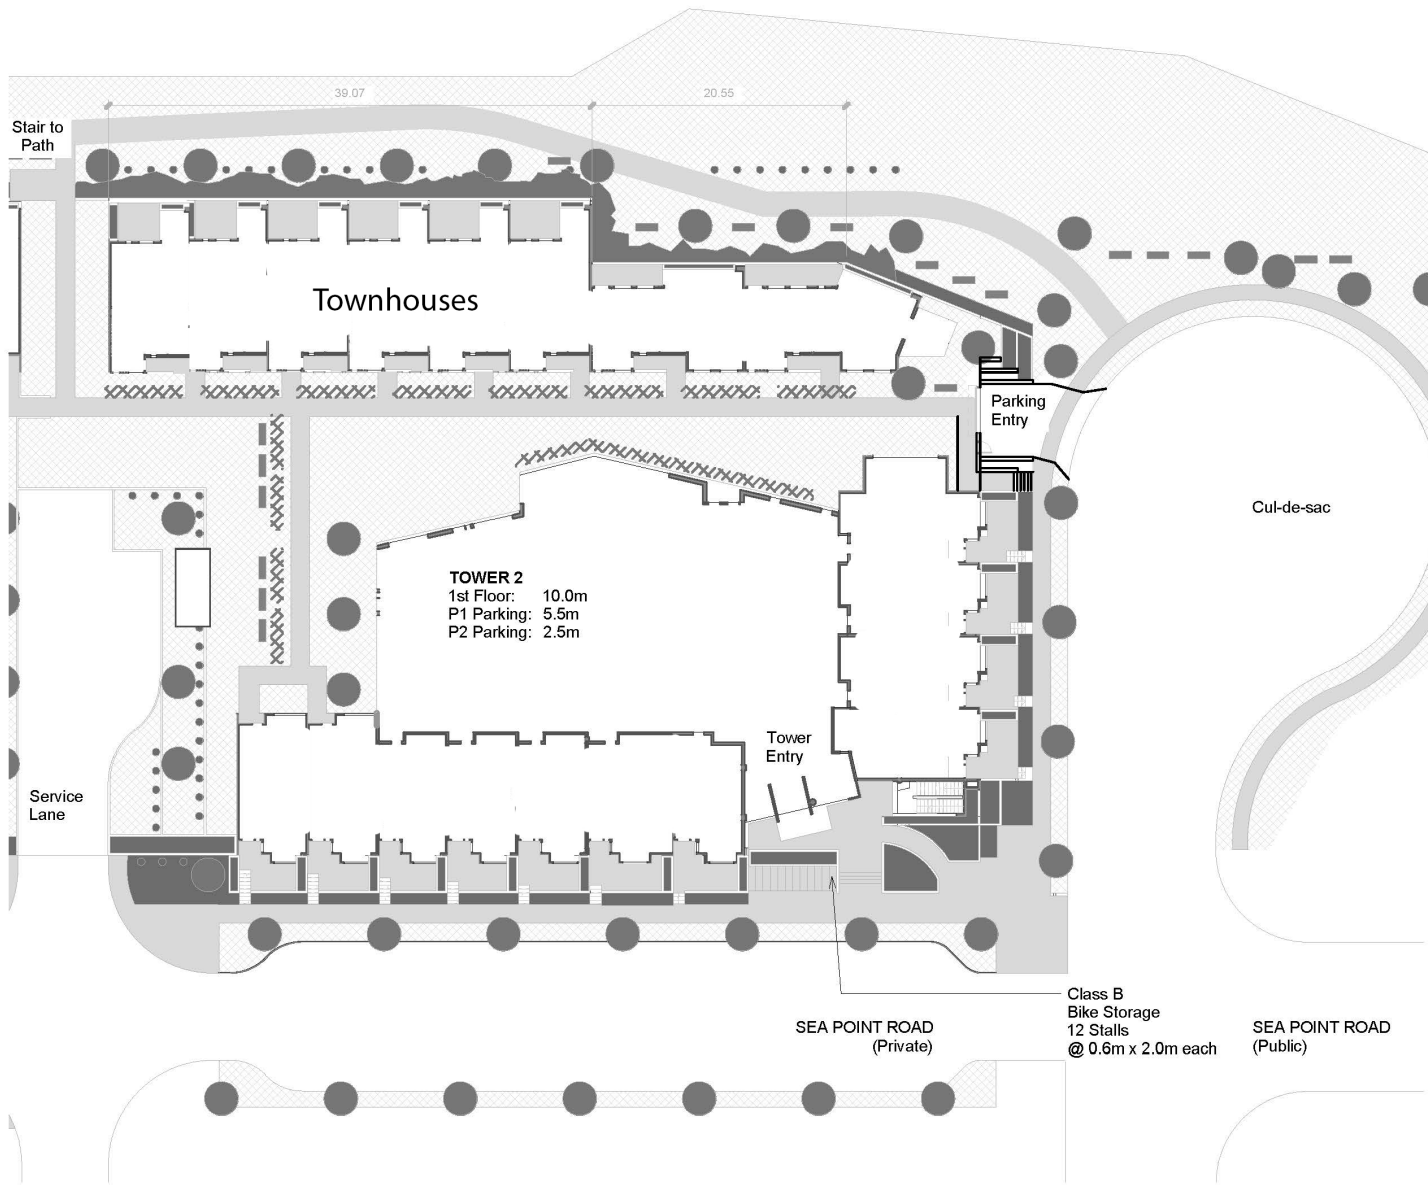 39.07
20.55
Stair to
Path
Townhouses
Parking
Entry
Cul-de-sac
TOWER 2
1st Floor: 10.0m
P1 Parking: 5.5m
P2 Parking: 2.5m
Tower
Entry
Service
Lane
Class B
Bike Storage
12 Stalls
@ 0.6m x 2.0m each
SEA POINT ROAD
(Private)
SEA POINT ROAD
(Public)